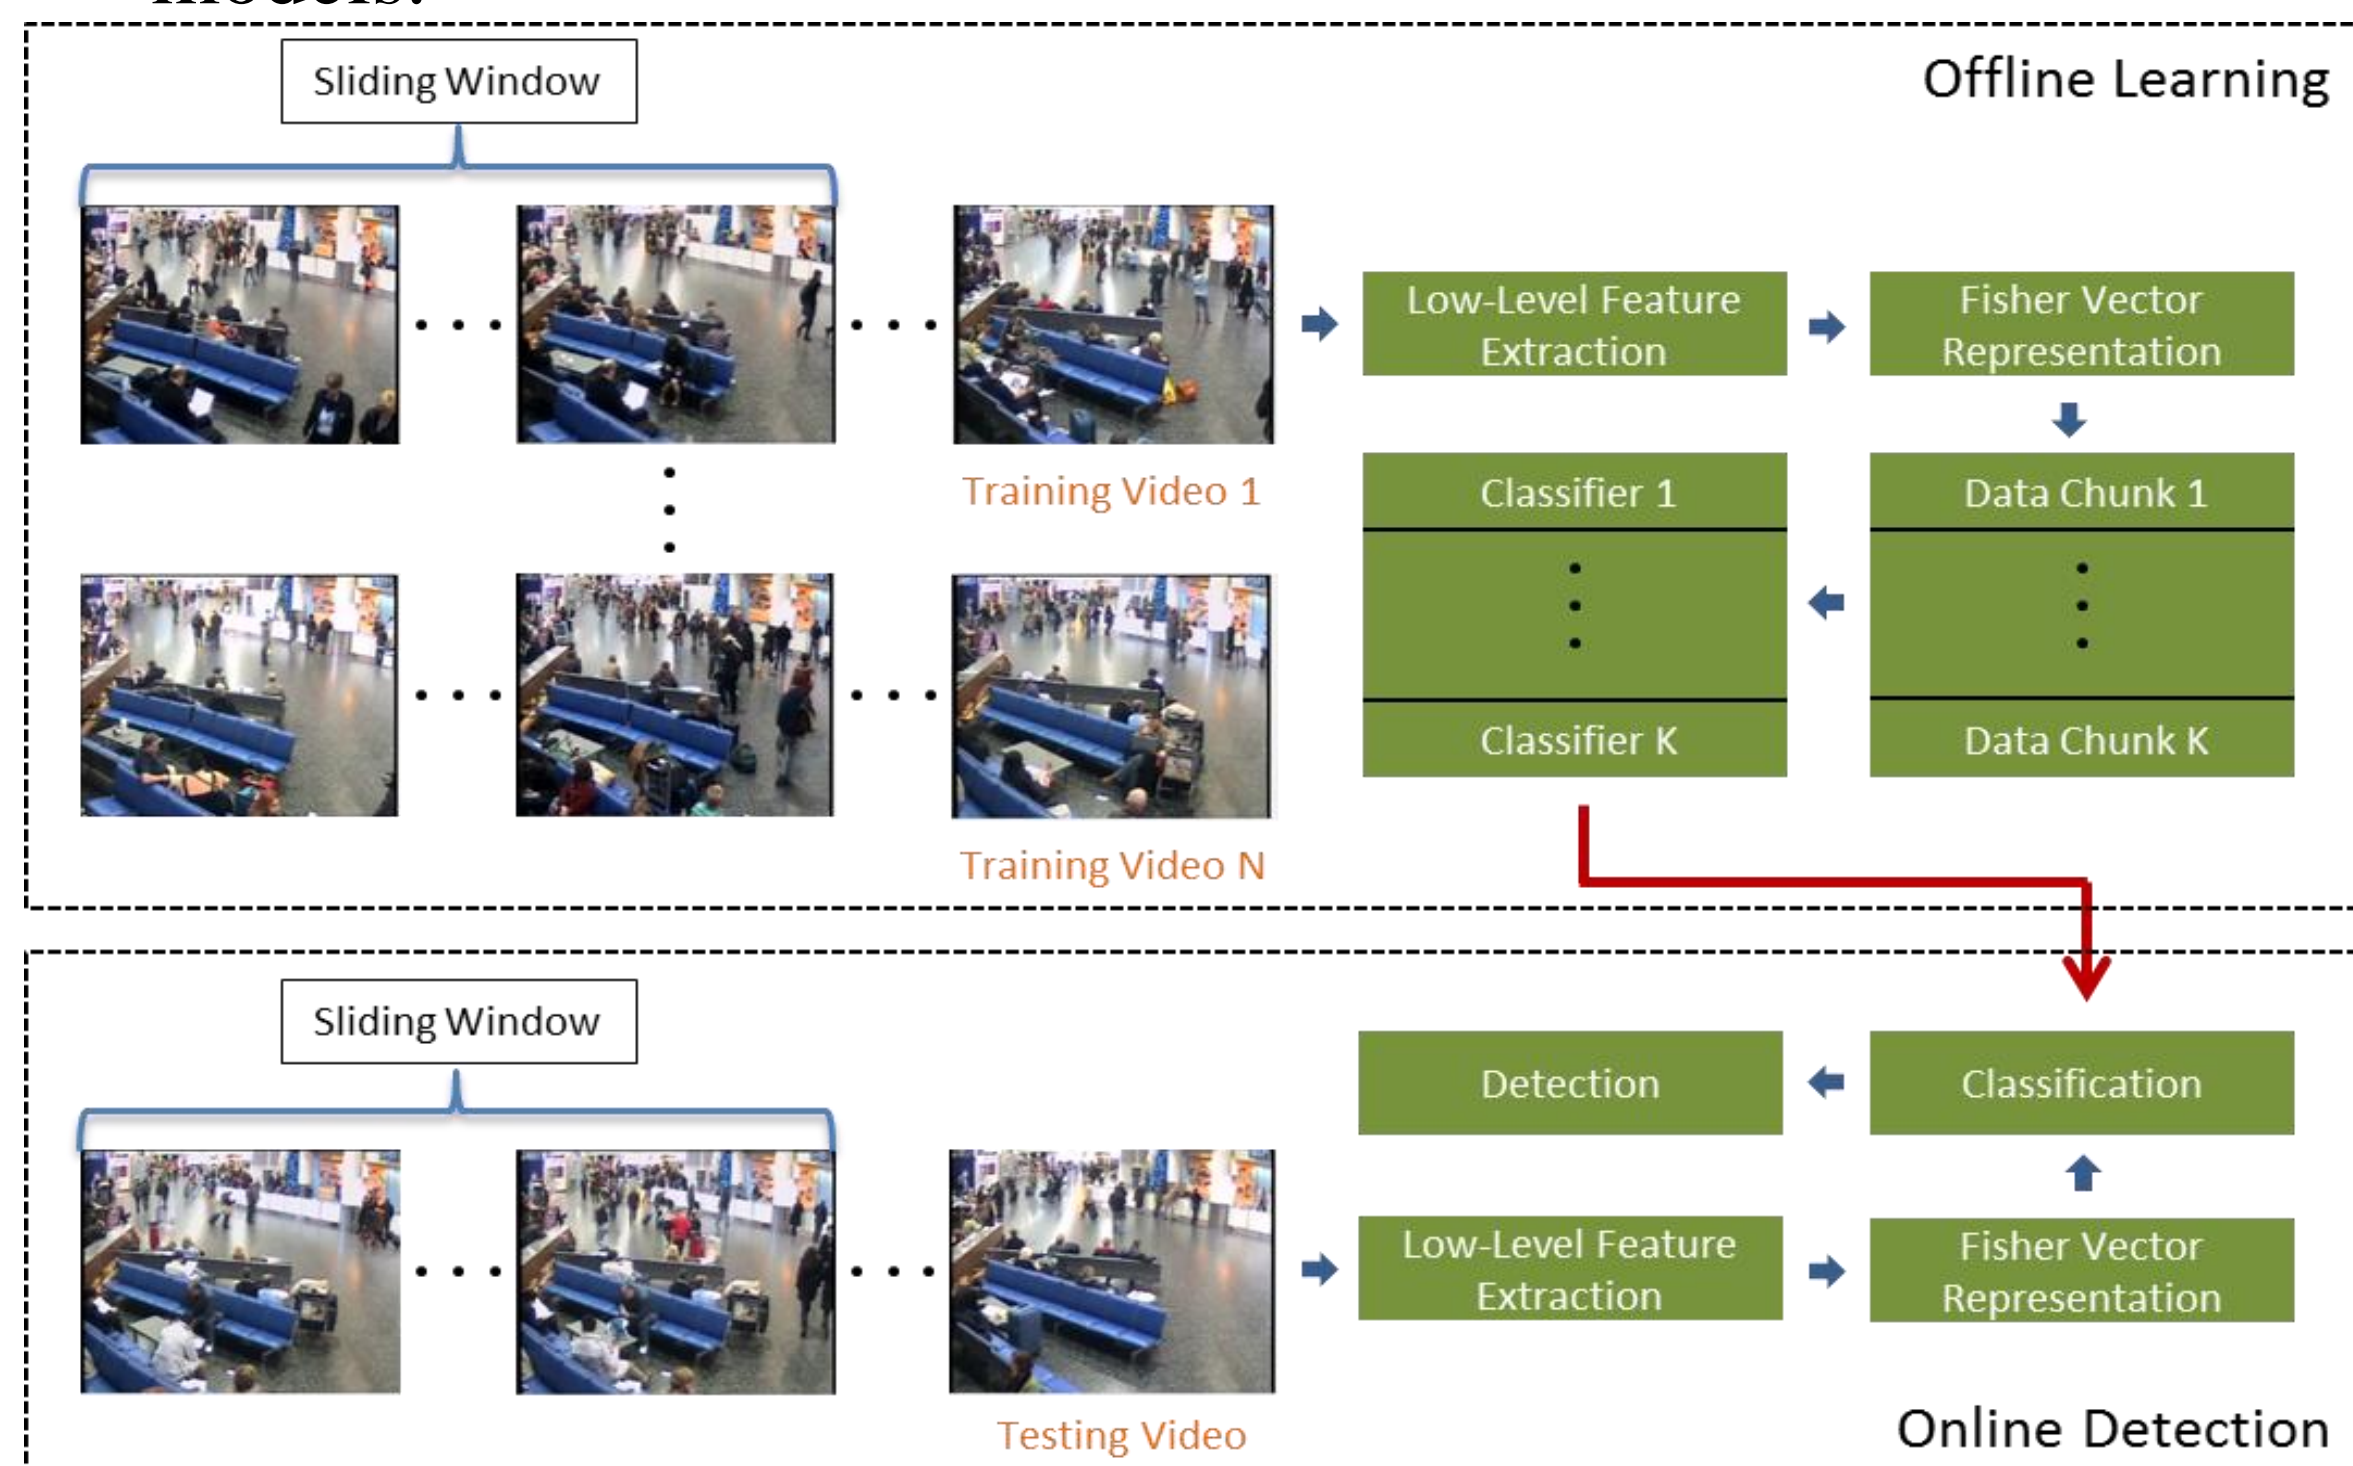 models.
Sliding Window
Offline Learning
Low-Level Feature
Extraction
Fisher Vector
Representation
Training Video 1
Classifier 1
Data Chunk 1
Classifier K
Data Chunk K
Training Video N
Sliding Window
Detection
Classification
Low-Level Feature
Extraction
Fisher Vector
Representation
Testing Video
Online Detection